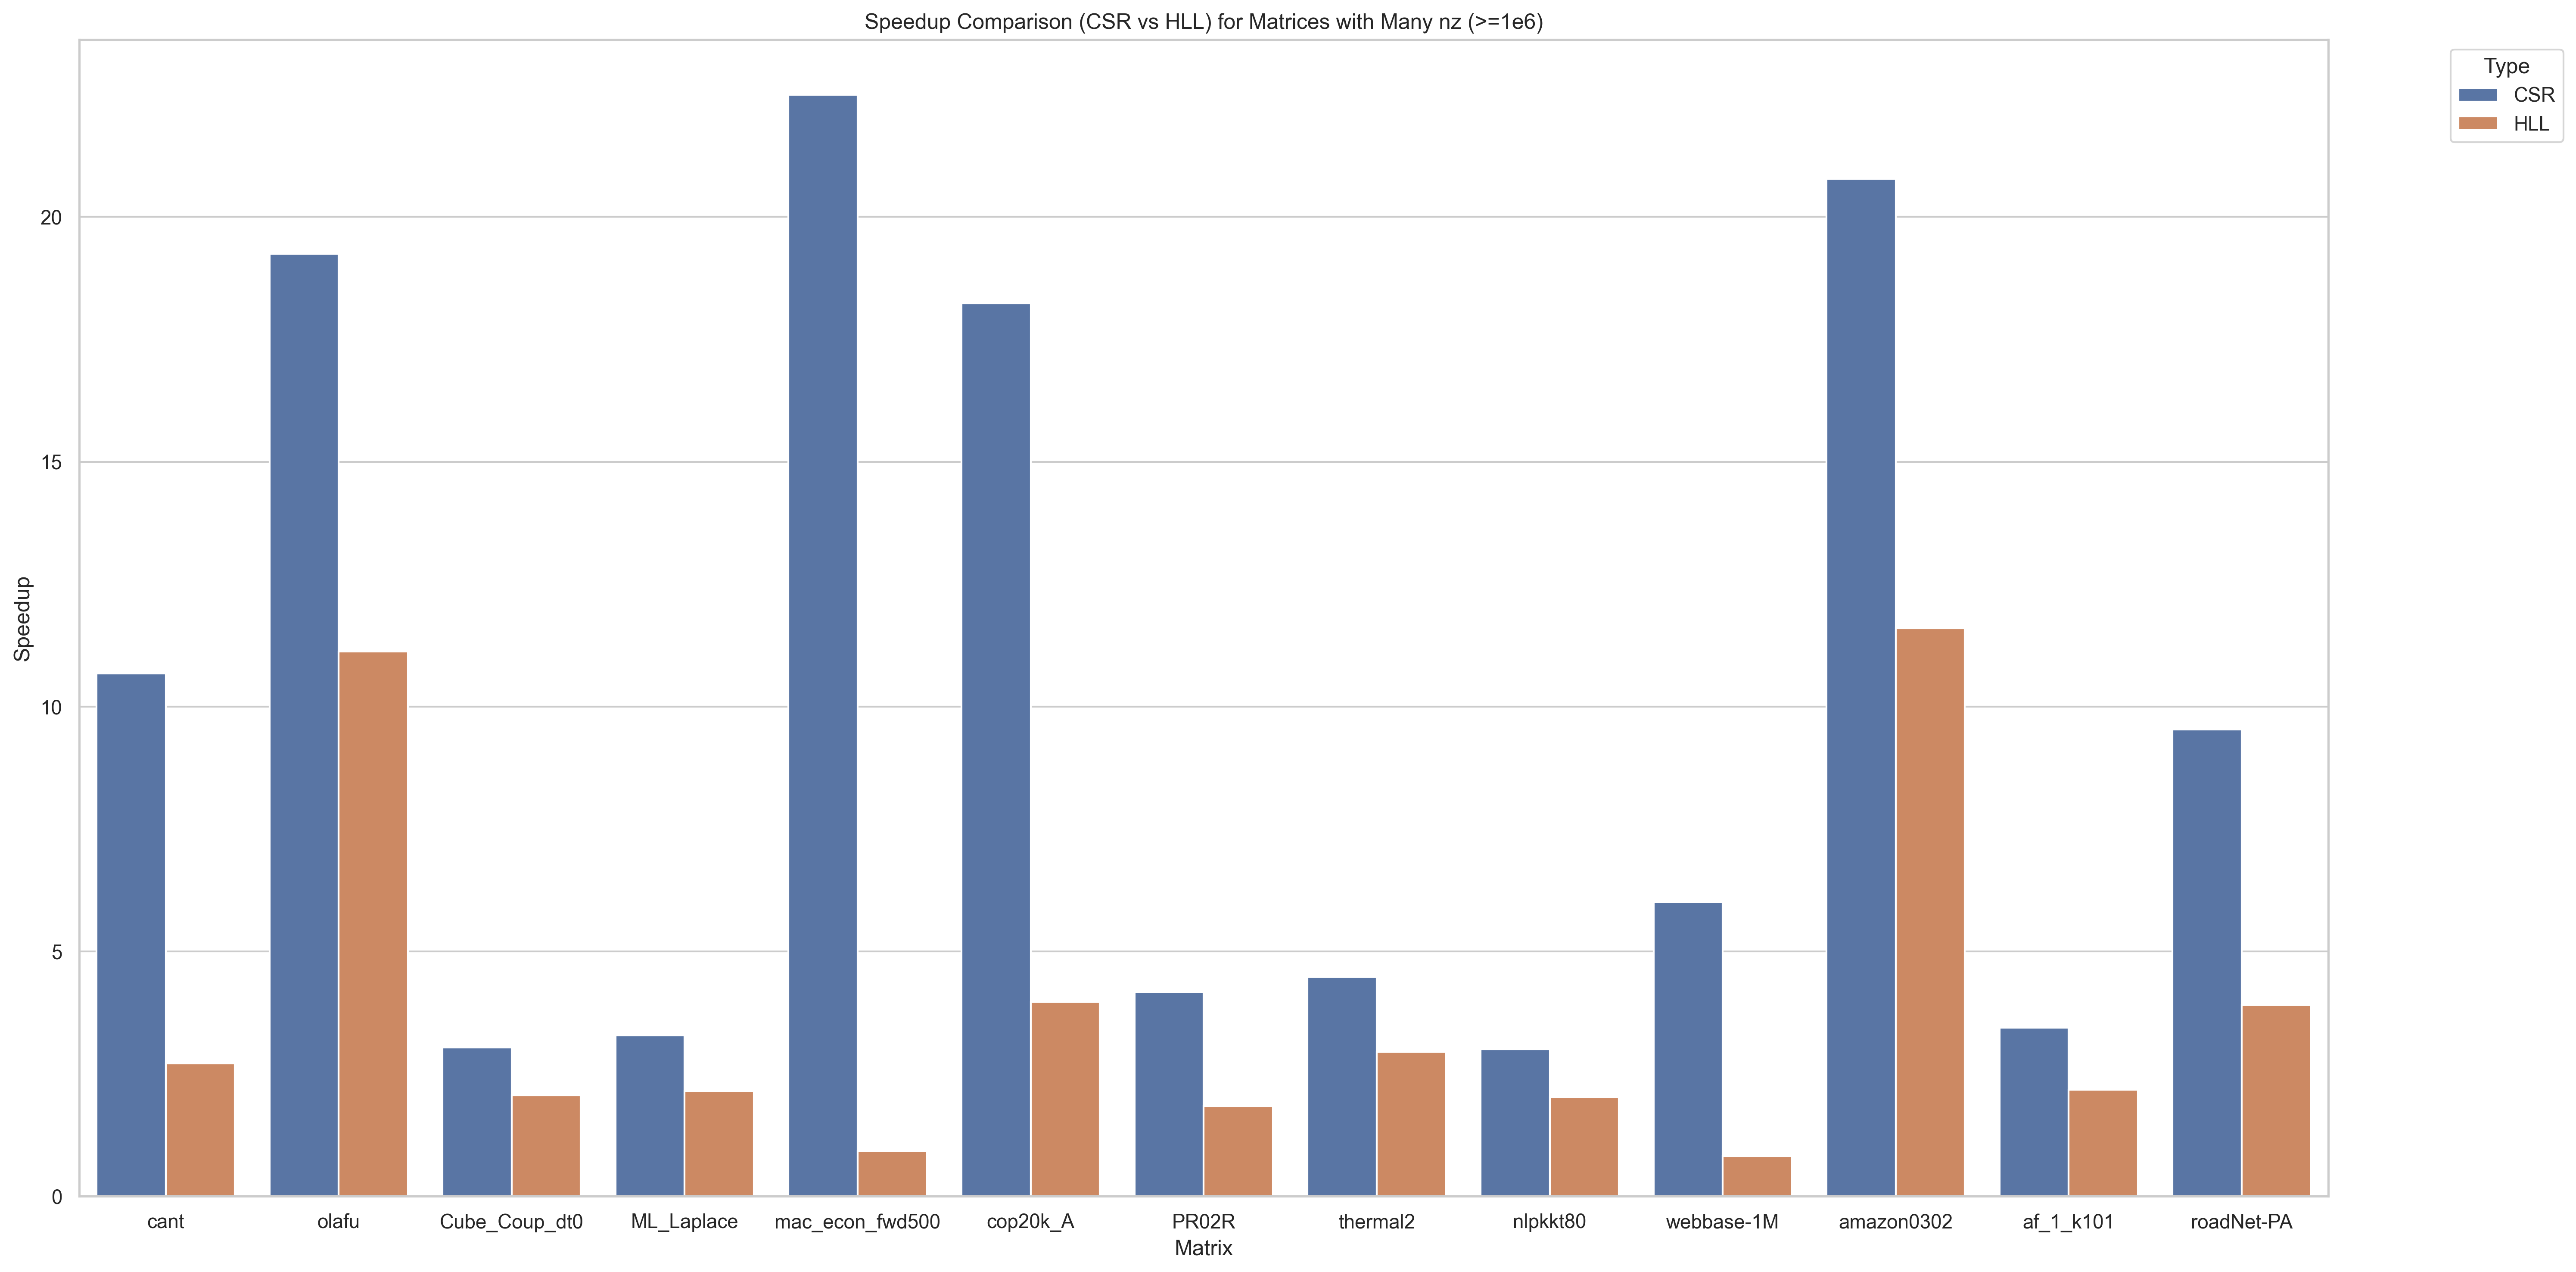 Speedup Comparison (CSR vs HLL) for Matrices with Many nz (>=1e6)
Type
CSR
HLL
Speedup
20
15
10
5
0
cant olafu Cube_Coup_dt0 ML_Laplace mac_econ_fwd500 cop20k_A PR02R thermal2 nlpkkt80 webbase-1M amazon0302 af_1_k101 roadNet-PA
Matrix